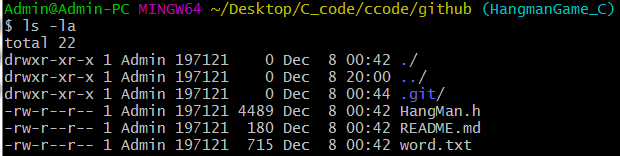 Admin@Admin-PC MINGW64 ~/Desktop/C_code/ccode/github (HangmanGame_C)
$ ls -la
total 22
drwxr-xr-x 1 Admin 197121    0 Dec  8 00:42 ./
drwxr-xr-x 1 Admin 197121    0 Dec  8 20:00 ../
drwxr-xr-x 1 Admin 197121    0 Dec  8 00:44 .git/
-rw-r--r-- 1 Admin 197121 4489 Dec  8 00:42 HangMan.h
-rw-r--r-- 1 Admin 197121  180 Dec  8 00:42 README.md
-rw-r--r-- 1 Admin 197121  715 Dec  8 00:42 word.txt